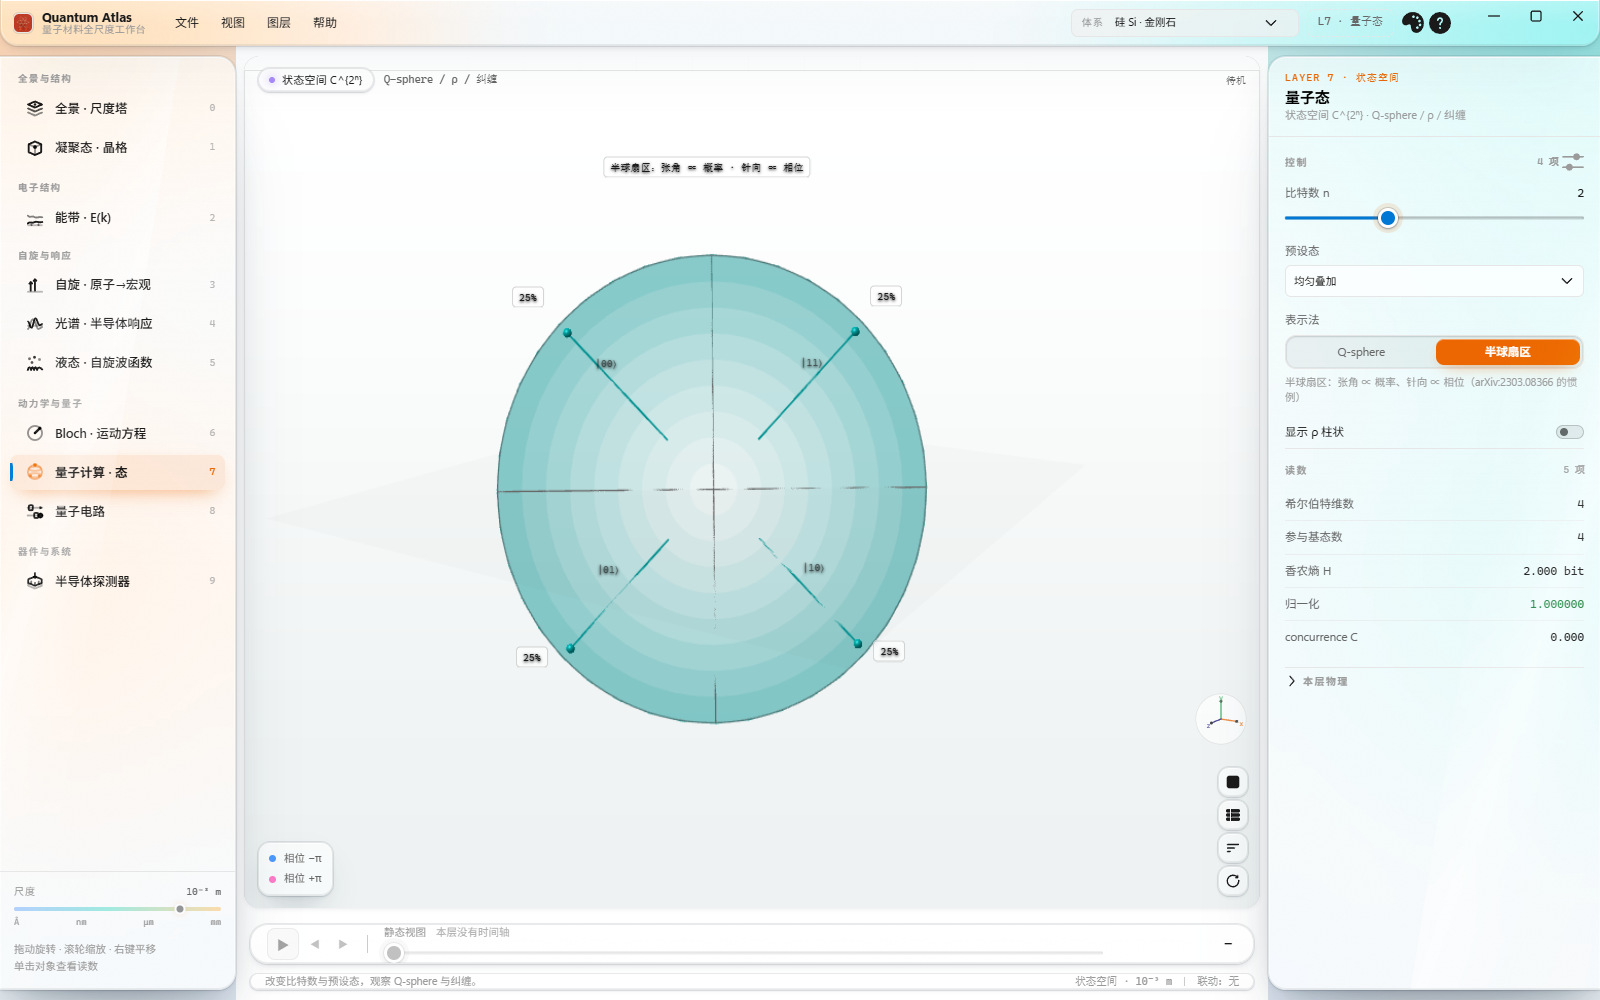 Quantum Atlas
量子材料全尺度工作台
文件 视图 图层 帮助
体系 硅 Si · 金刚石
L7 · 量子态
全景与结构
全景 · 尺度塔 0
凝聚态 · 晶格 1
电子结构
能带 · E(k) 2
自旋与响应
自旋 · 原子→宏观 3
光谱 · 半导体响应 4
液态 · 自旋波函数 5
动力学与量子
Bloch · 运动方程 6
量子计算 · 态 7
量子电路 8
器件与系统
半导体探测器 9
尺度 10⁻³ m
Å nm μm mm
拖动旋转 · 滚轮缩放 · 右键平移
单击对象查看读数
状态空间 C^{2ⁿ} Q-sphere / ρ / 纠缠
待机
半球扇区: 张角 ∝ 概率 · 针向 ∝ 相位
25% 25%
|00⟩ |11⟩
|01⟩ |10⟩
25% 25%
Y
Z X
相位 −π
相位 +π
静态视图 本层没有时间轴
–
改变比特数与预设态，观察 Q-sphere 与纠缠。
状态空间 · 10⁻³ m | 联动: 无
LAYER 7 · 状态空间
量子态
状态空间 C^{2ⁿ} · Q-sphere / ρ / 纠缠
控制 4 项
比特数 n 2
预设态
均匀叠加
表示法
Q-sphere 半球扇区
半球扇区: 张角 ∝ 概率、针向 ∝ 相位（arXiv:2303.08366 的惯
例）
显示 ρ 柱状
读数 5 项
希尔伯特维数 4
参与基态数 4
香农熵 H 2.000 bit
归一化 1.000000
concurrence C 0.000
本层物理